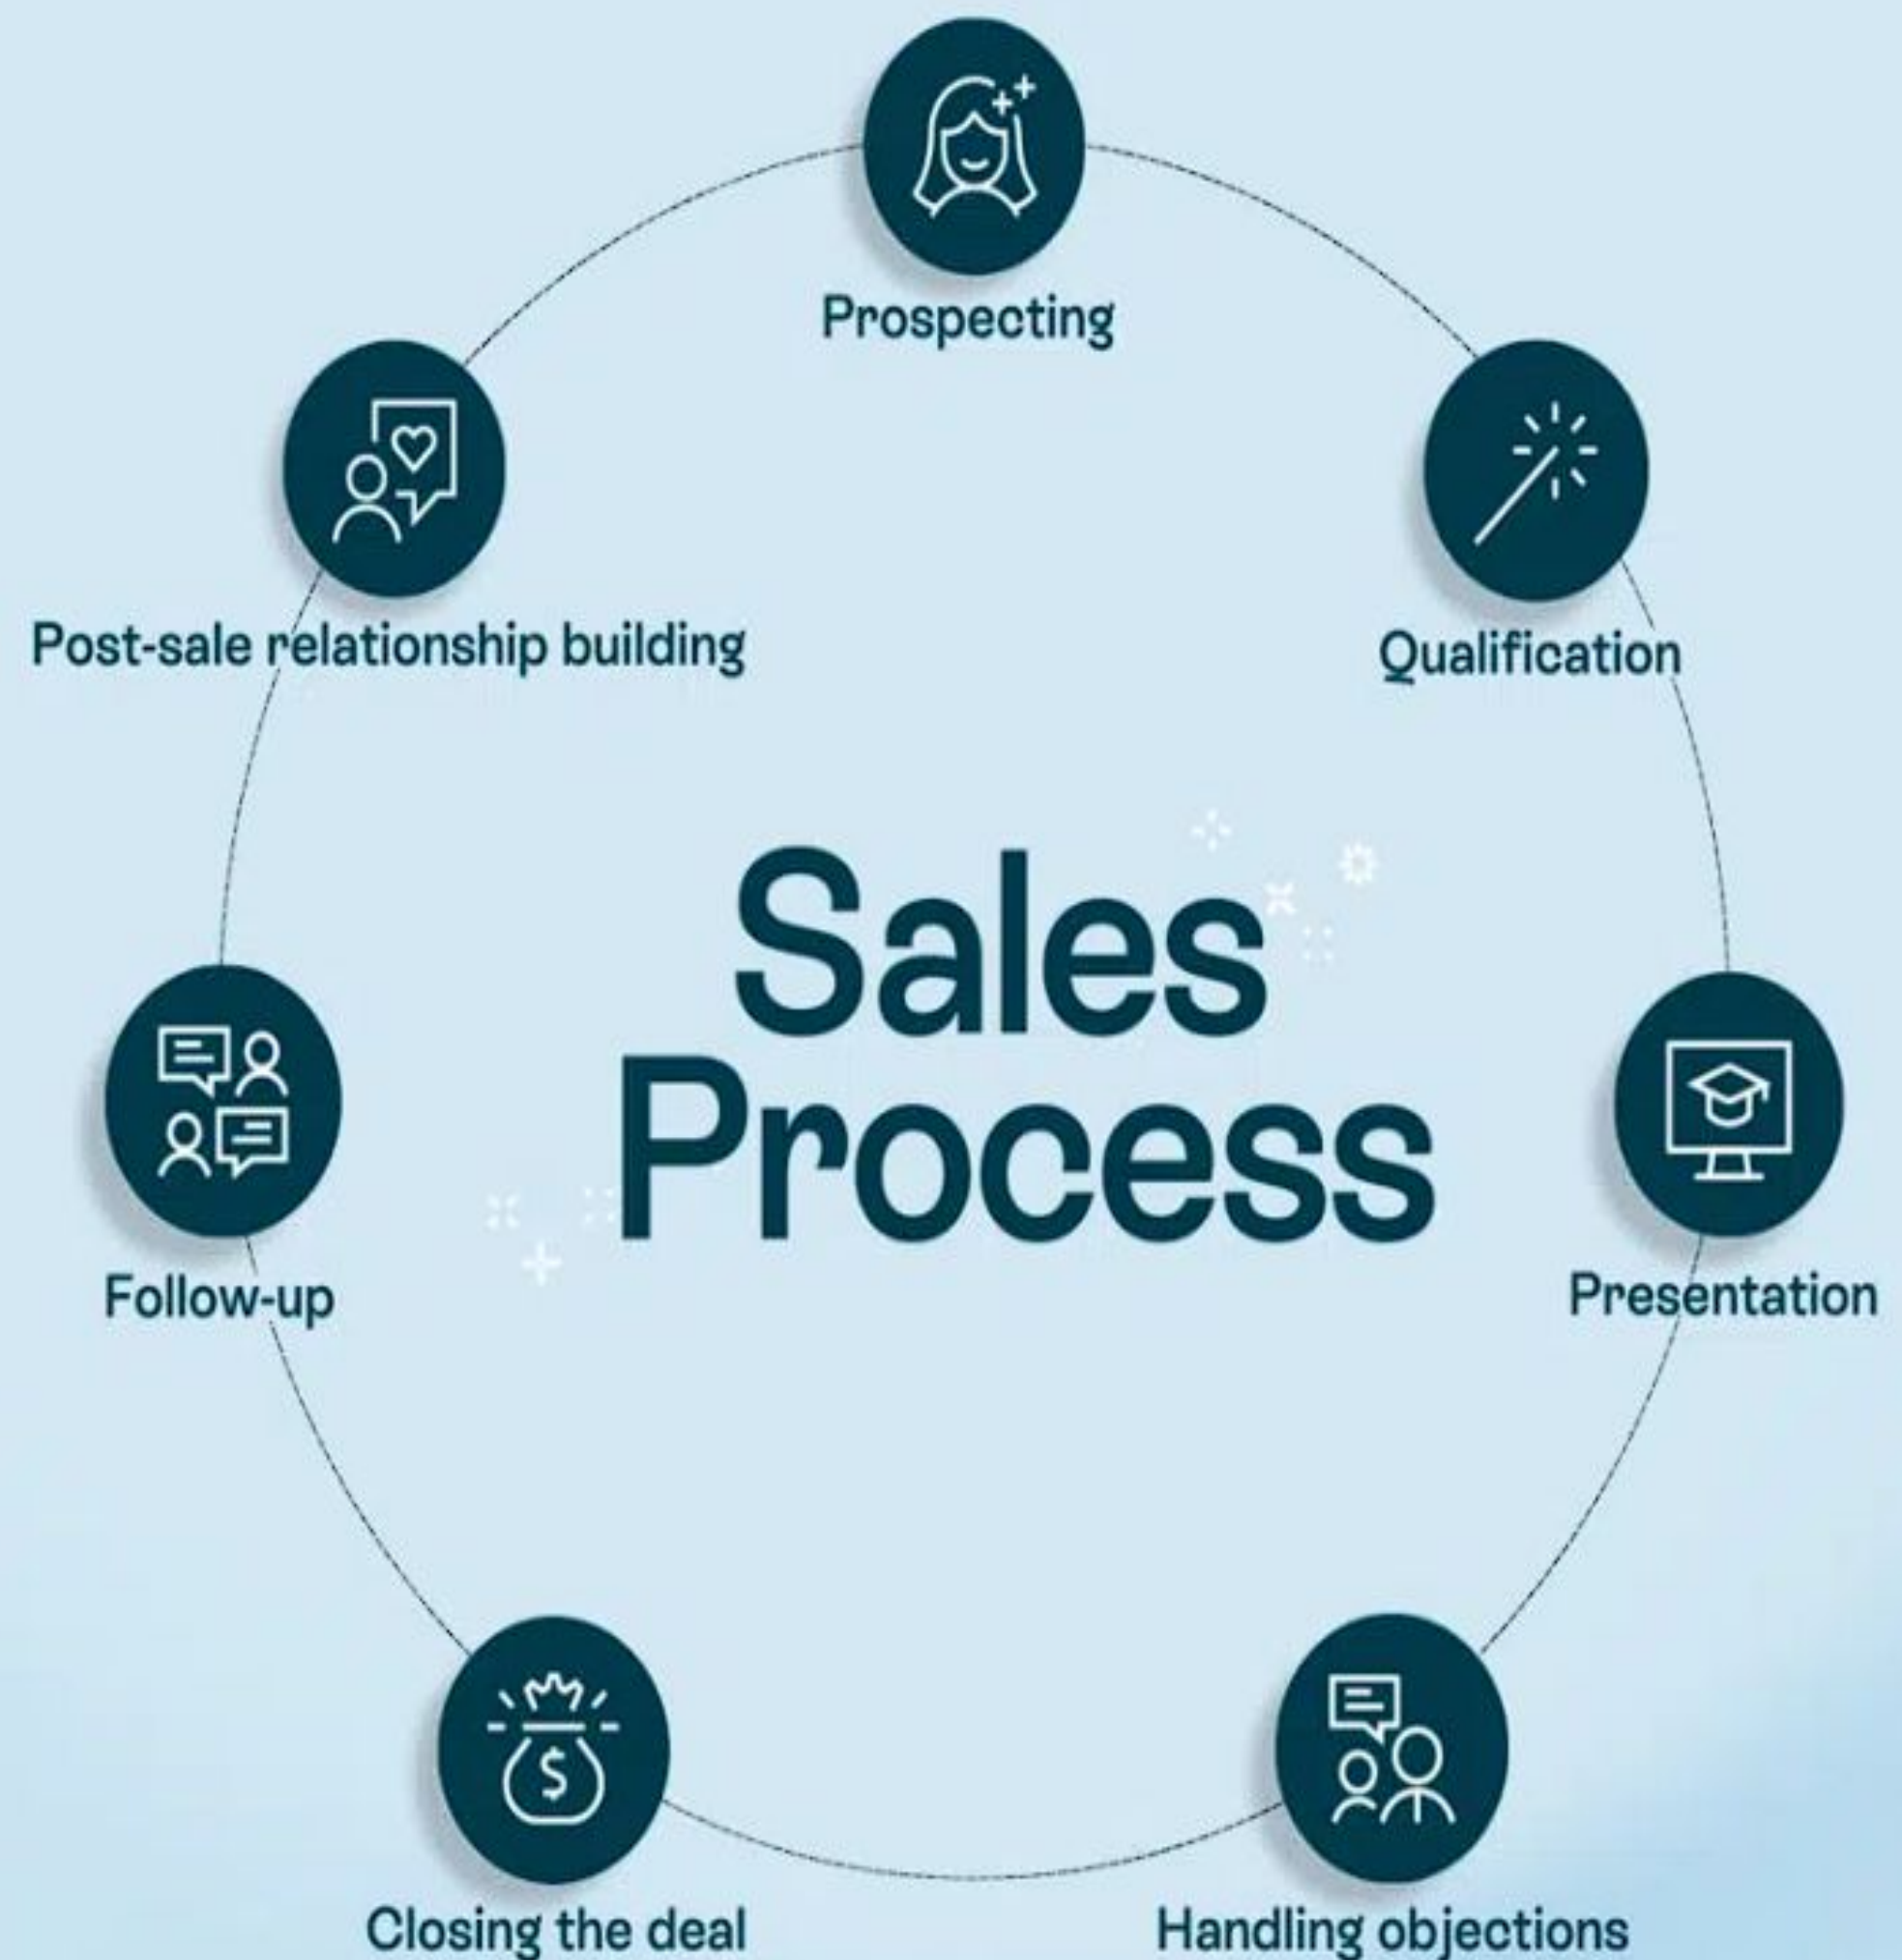 Prospecting
Qualification
Presentation
Handling objections
Closing the deal
Follow-up
Post-sale relationship building
Sales
Process
$